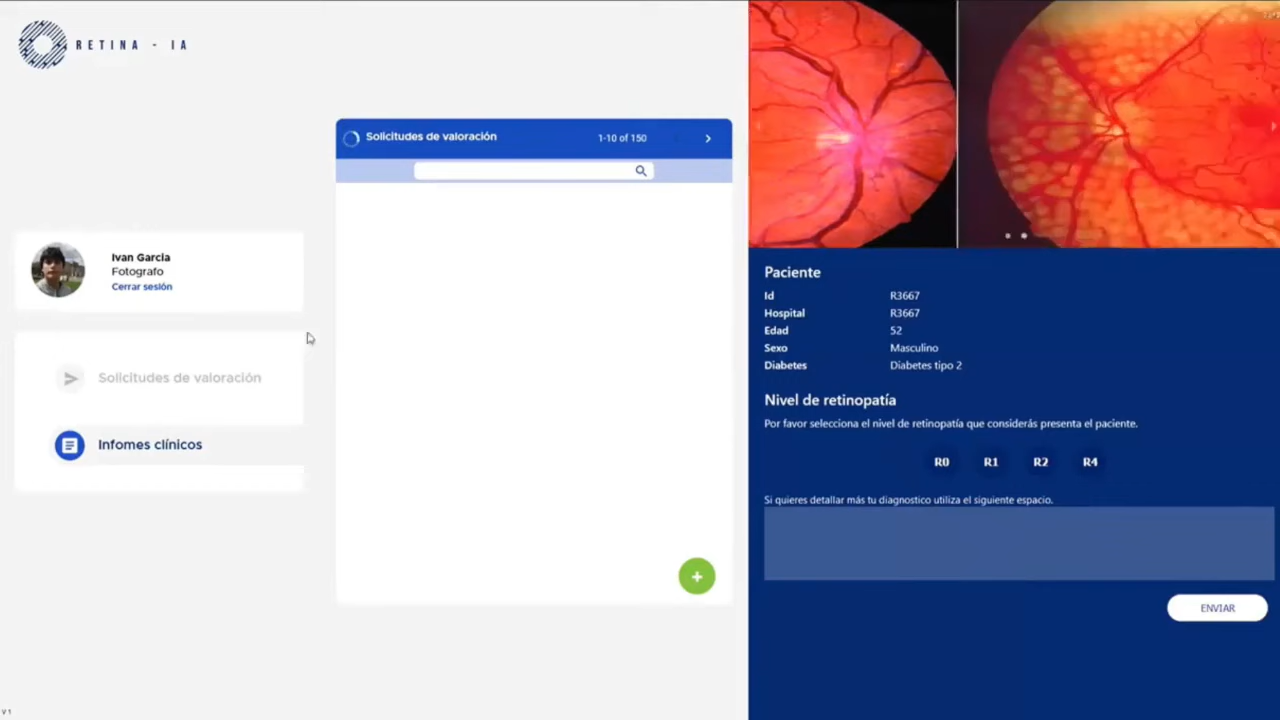 RETINA - IA
Solicitudes de valoración
1-10 of 150
Ivan Garcia
Fotografo
Cerrar sesión
Solicitudes de valoración
Infomes clínicos
Paciente
Id R3667
Hospital R3667
Edad 52
Sexo Masculino
Diabetes Diabetes tipo 2
Nivel de retinopatía
Por favor selecciona el nivel de retinopatía que considerás presenta el paciente.
R0 R1 R2 R4
Si quieres detallar más tu diagnostico utiliza el siguiente espacio.
ENVIAR
V 1